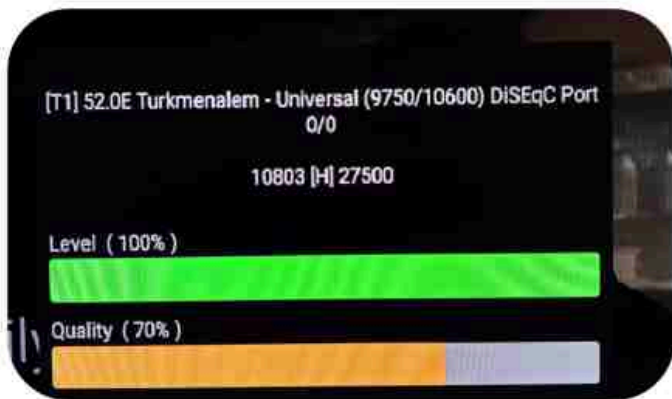 [T1] 52.0E Turkmenalem - Universal (9750/10600) DiSEqC Port
0/0
10803 [H] 27500
Level ( 100% )
Quality ( 70% )